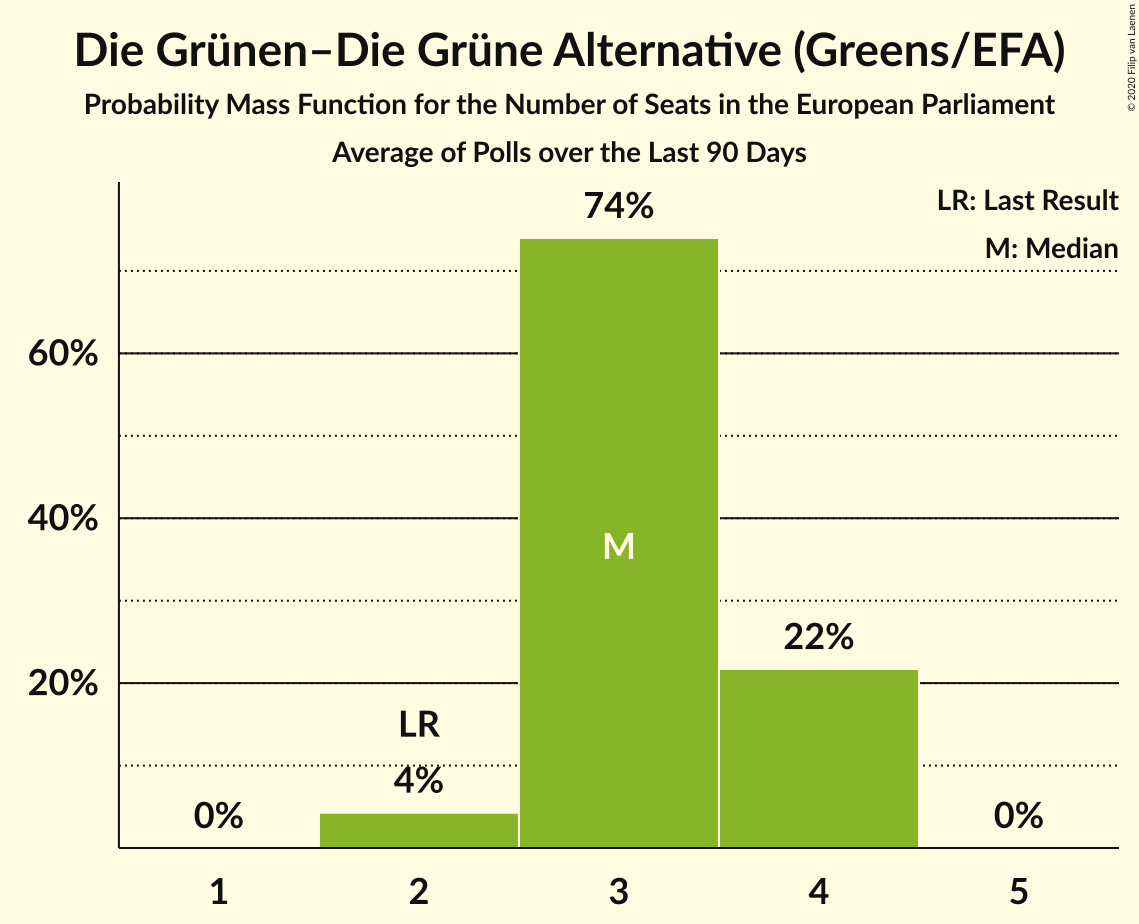 Die Grünen–Die Grüne Alternative (Greens/EFA)
Probability Mass Function for the Number of Seats in the European Parliament
Average of Polls over the Last 90 Days
© 2020 Filip van Laenen
LR: Last Result
M: Median
74%
60%
40%
M
22%
20%
LR
4%
0%
0%
1 2 3 4 5